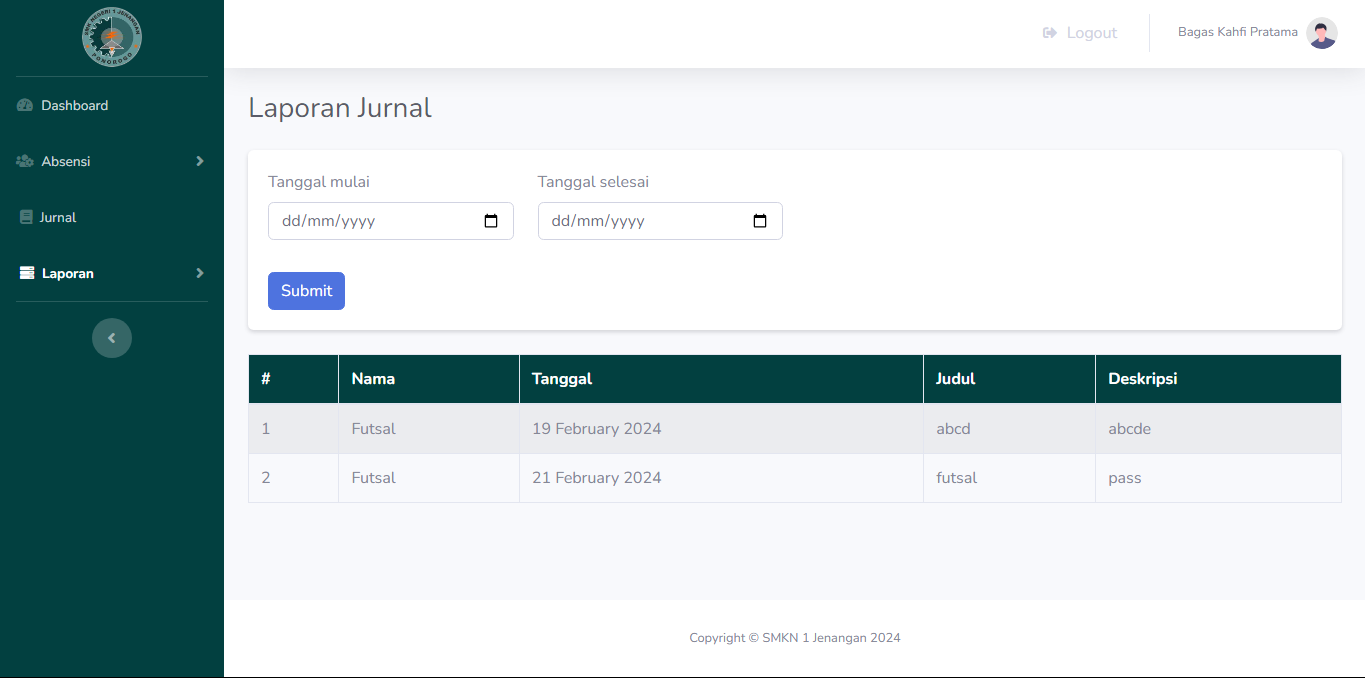 SMK NEGERI 1 JENANGAN
PONOROGO
Logout
Bagas Kahfi Pratama
Dashboard
Absensi
Jurnal
Laporan
Laporan Jurnal
Tanggal mulai Tanggal selesai
dd/mm/yyyy dd/mm/yyyy
Submit
# Nama Tanggal Judul Deskripsi
1 Futsal 19 February 2024 abcd abcde
2 Futsal 21 February 2024 futsal pass
Copyright © SMKN 1 Jenangan 2024